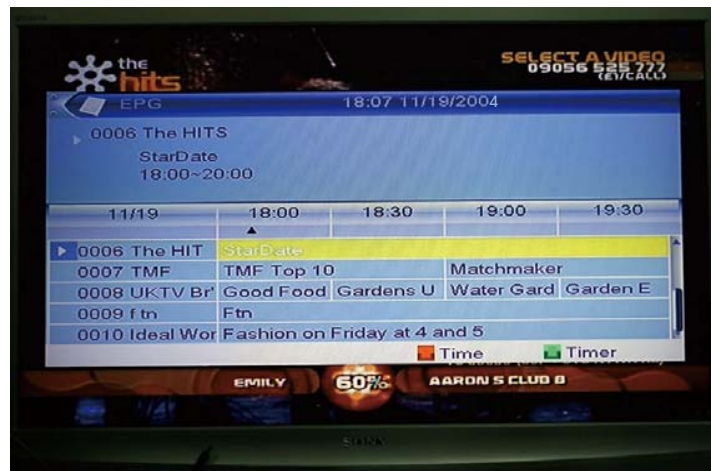 the
hits
SELECT A VIDEO
09056 525 777
(£1/CALL)
EPG 18:07 11/19/2004
0006 The HITS
StarDate
18:00~20:00
11/19 18:00 18:30 19:00 19:30
0006 The HIT StarDate
0007 TMF TMF Top 10 Matchmaker
0008 UKTV Br' Good Food Gardens U Water Gard Garden E
0009 f tn Ftn
0010 Ideal Wor Fashion on Friday at 4 and 5
Time Timer
EMILY 60% AARON S CLUB 8
SONY